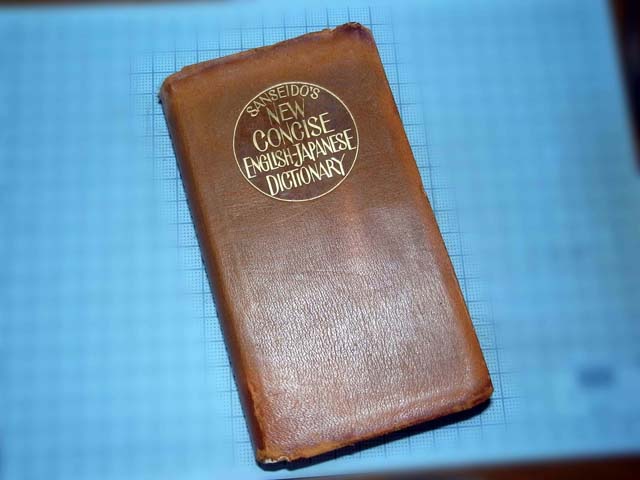 SANSEIDO'S
NEW
CONCISE
ENGLISH-JAPANESE
DICTIONARY